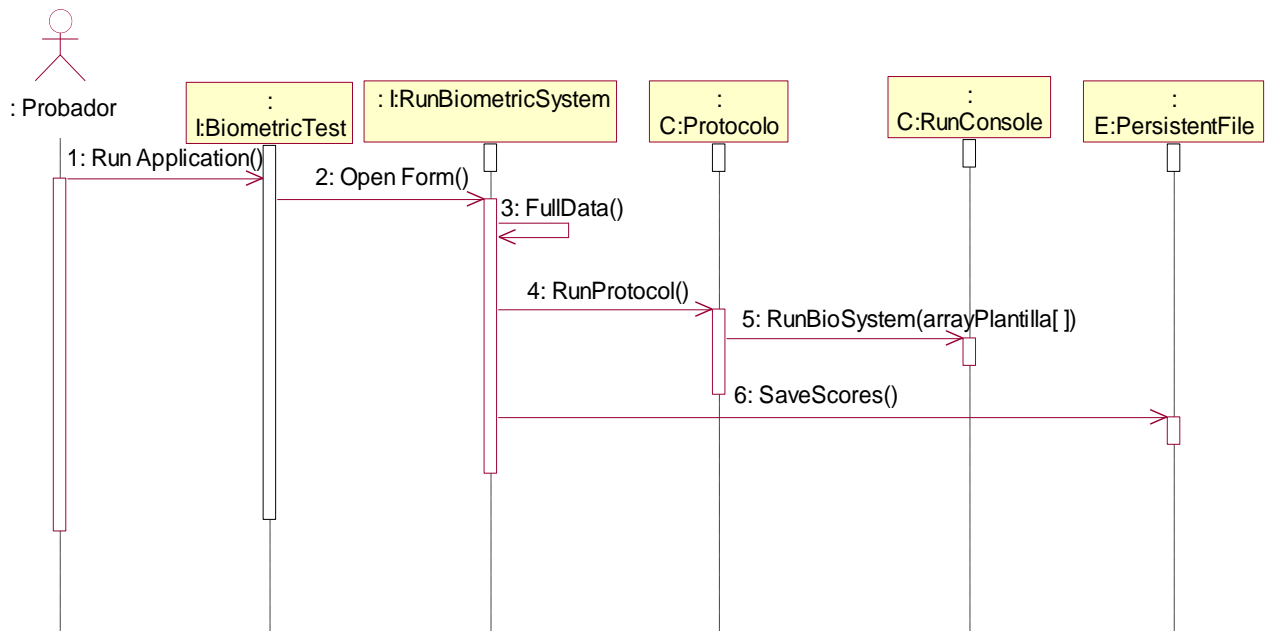 : Probador
:
I:BiometricTest
: I:RunBiometricSystem
:
C:Protocolo
:
C:RunConsole
:
E:PersistentFile
1: Run Application()
2: Open Form()
3: FullData()
4: RunProtocol()
5: RunBioSystem(arrayPlantilla[ ])
6: SaveScores()